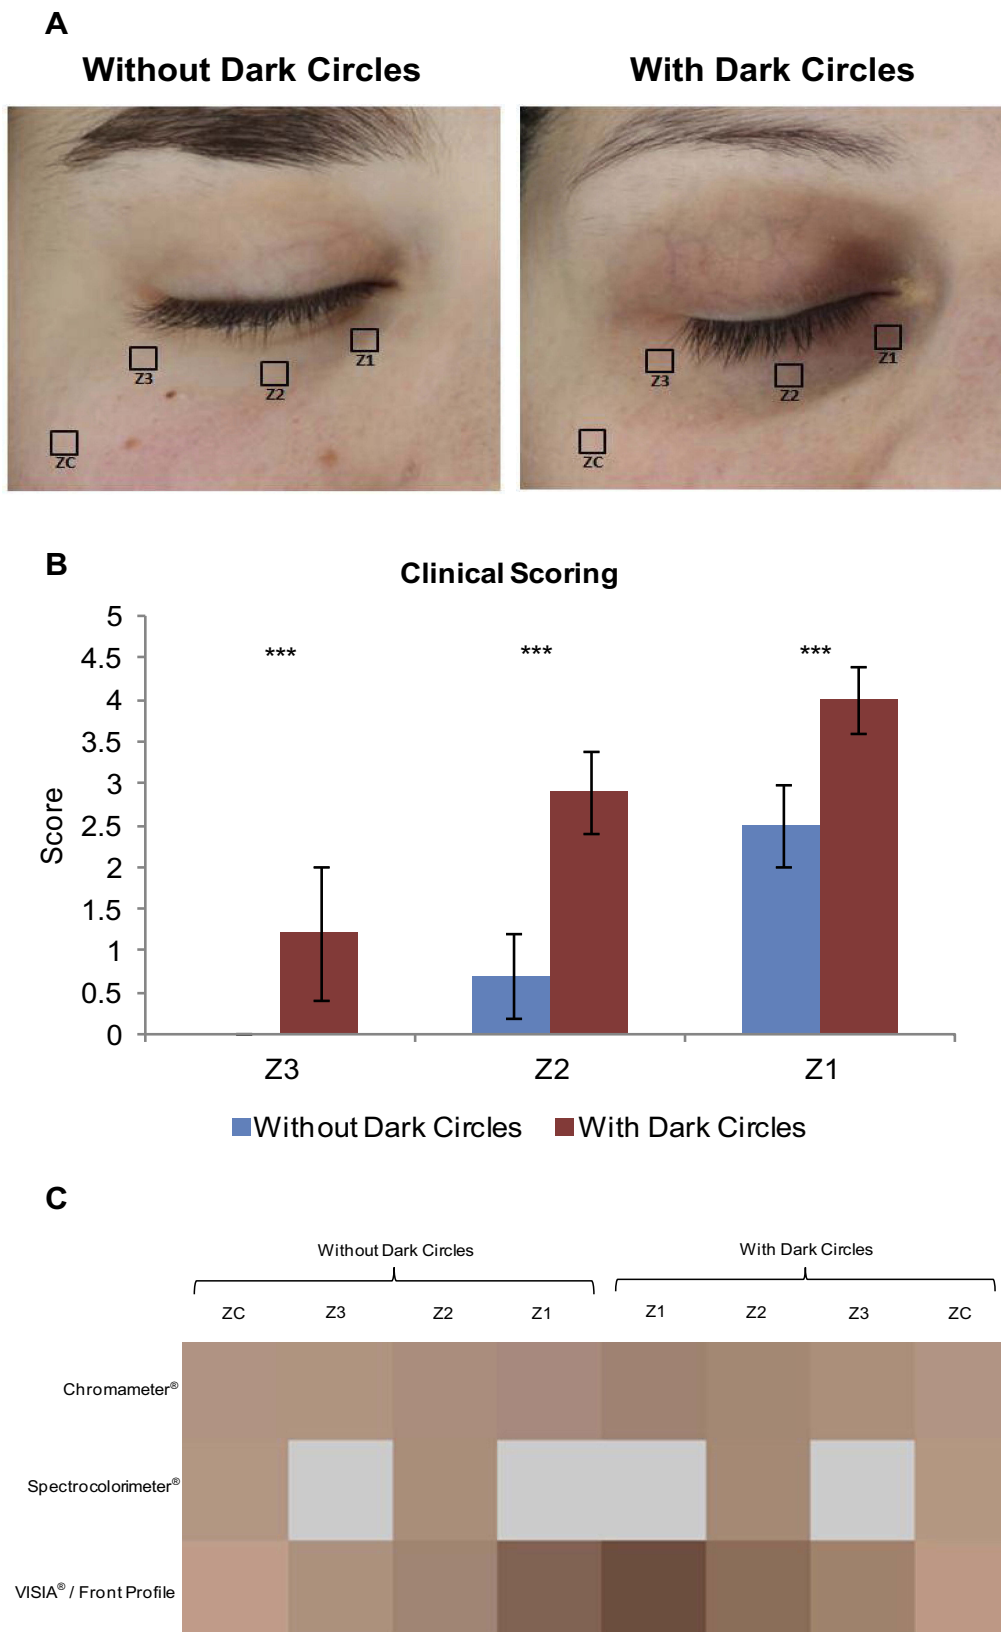 A
Without Dark Circles
With Dark Circles
Z3
Z2
Z1
ZC
Z3
Z2
Z1
ZC
B
Clinical Scoring
5
4.5
4
3.5
3
2.5
2
1.5
1
0.5
0
Score
***
***
***
Z3
Z2
Z1
Without Dark Circles
With Dark Circles
C
Without Dark Circles
With Dark Circles
ZC Z3 Z2 Z1 Z1 Z2 Z3 ZC
Chromameter®
Spectrocolorimeter®
VISIA® / Front Profile